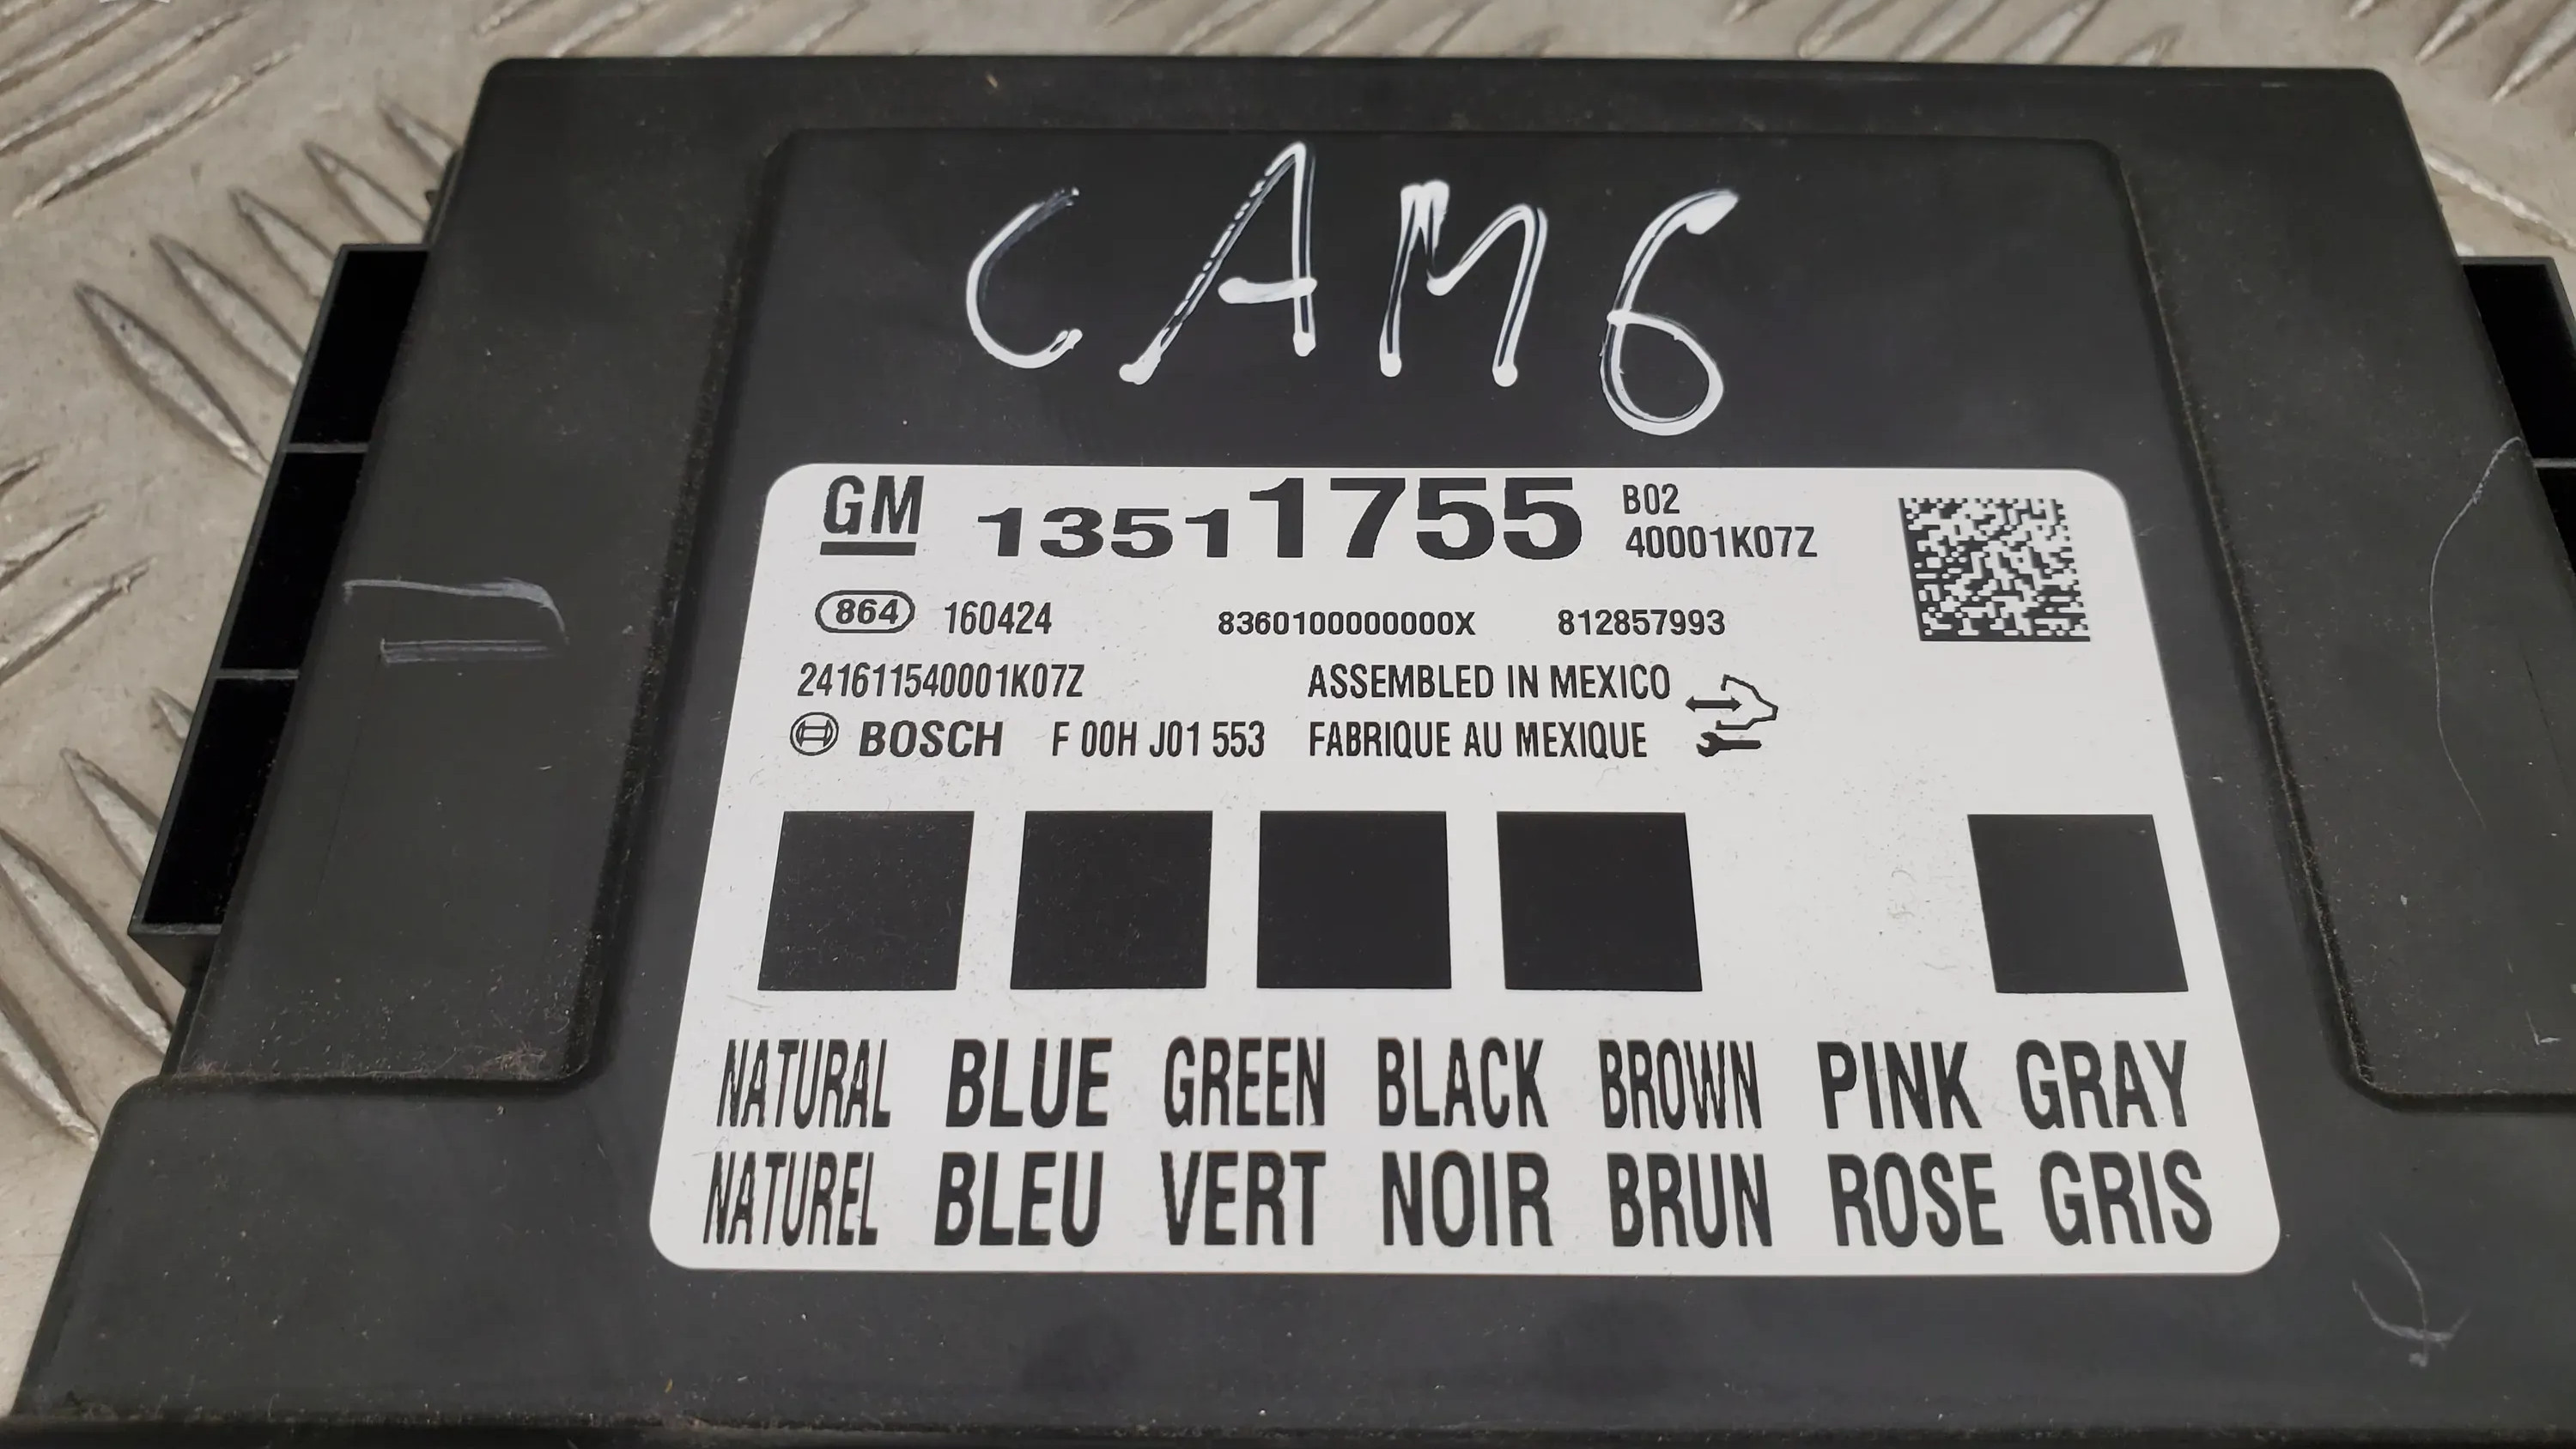 CAM6
GM 13511755 B02
40001K07Z
864 160424 8360100000000X 812857993
241611540001K07Z ASSEMBLED IN MEXICO
BOSCH F 00H J01 553 FABRIQUE AU MEXIQUE
NATURAL BLUE GREEN BLACK BROWN PINK GRAY
NATUREL BLEU VERT NOIR BRUN ROSE GRIS